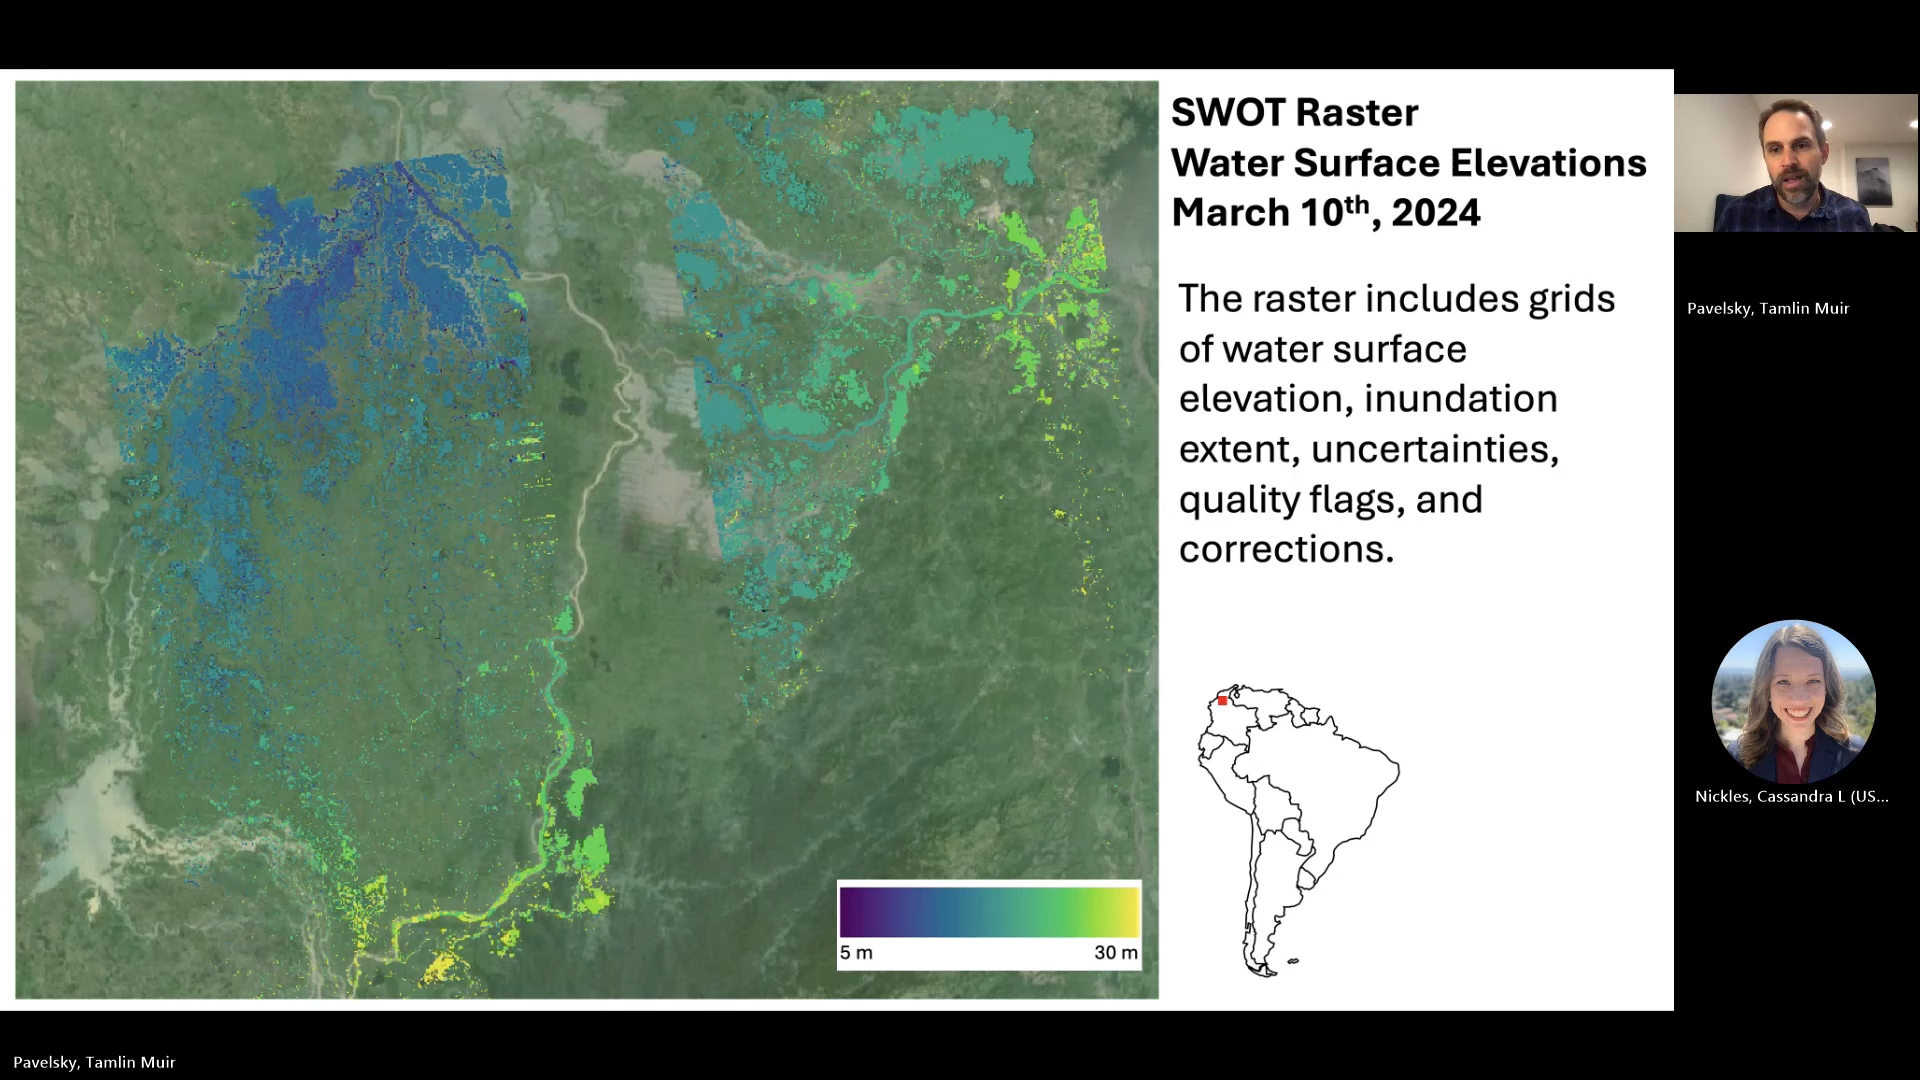 SWOT Raster
Water Surface Elevations
March 10th, 2024
The raster includes grids
of water surface
elevation, inundation
extent, uncertainties,
quality flags, and
corrections.
5 m
30 m
Pavelsky, Tamlin Muir
Nickles, Cassandra L (US...
Pavelsky, Tamlin Muir